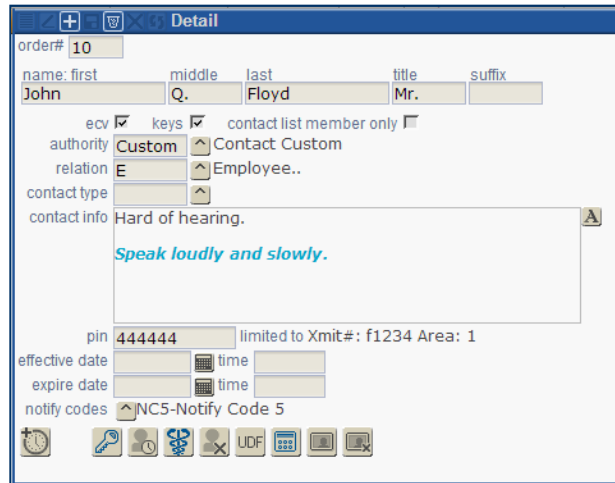 Detail
order# 10
name: first middle last title suffix
John Q. Floyd Mr.
ecv keys contact list member only
authority Custom ^ Contact Custom
relation E ^ Employee..
contact type ^
contact info Hard of hearing. A
Speak loudly and slowly.
pin 444444 limited to Xmit#: f1234 Area: 1
effective date time
expire date time
notify codes ^ NC5-Notify Code 5
UDF